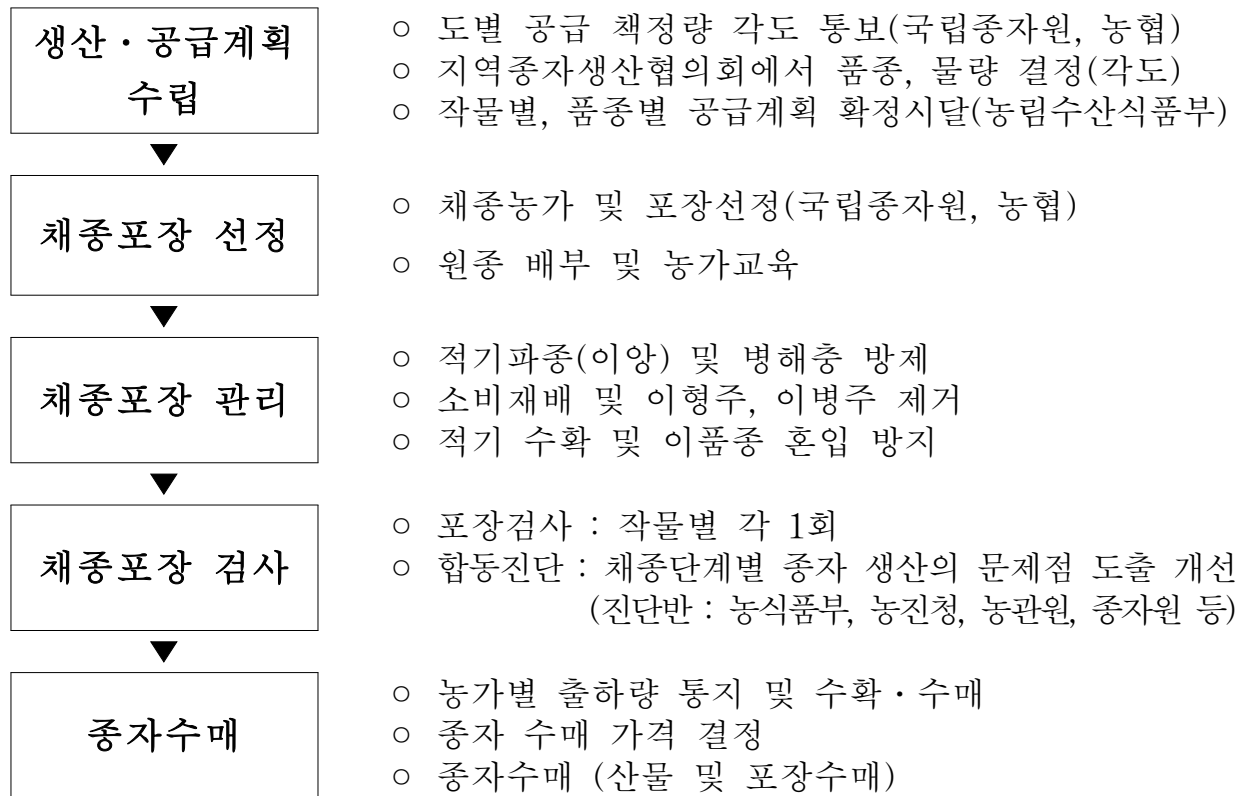 생산・공급계획
수립
○ 도별 공급 책정량 각도 통보(국립종자원, 농협)
○ 지역종자생산협의회에서 품종, 물량 결정(각도)
○ 작물별, 품종별 공급계획 확정시달(농림수산식품부)
▼
채종포장 선정
○ 채종농가 및 포장선정(국립종자원, 농협)
○ 원종 배부 및 농가교육
▼
채종포장 관리
○ 적기파종(이앙) 및 병해충 방제
○ 소비재배 및 이형주, 이병주 제거
○ 적기 수확 및 이품종 혼입 방지
▼
채종포장 검사
○ 포장검사 : 작물별 각 1회
○ 합동진단 : 채종단계별 종자 생산의 문제점 도출 개선
(진단반 : 농식품부, 농진청, 농관원, 종자원 등)
▼
종자수매
○ 농가별 출하량 통지 및 수확・수매
○ 종자 수매 가격 결정
○ 종자수매 (산물 및 포장수매)